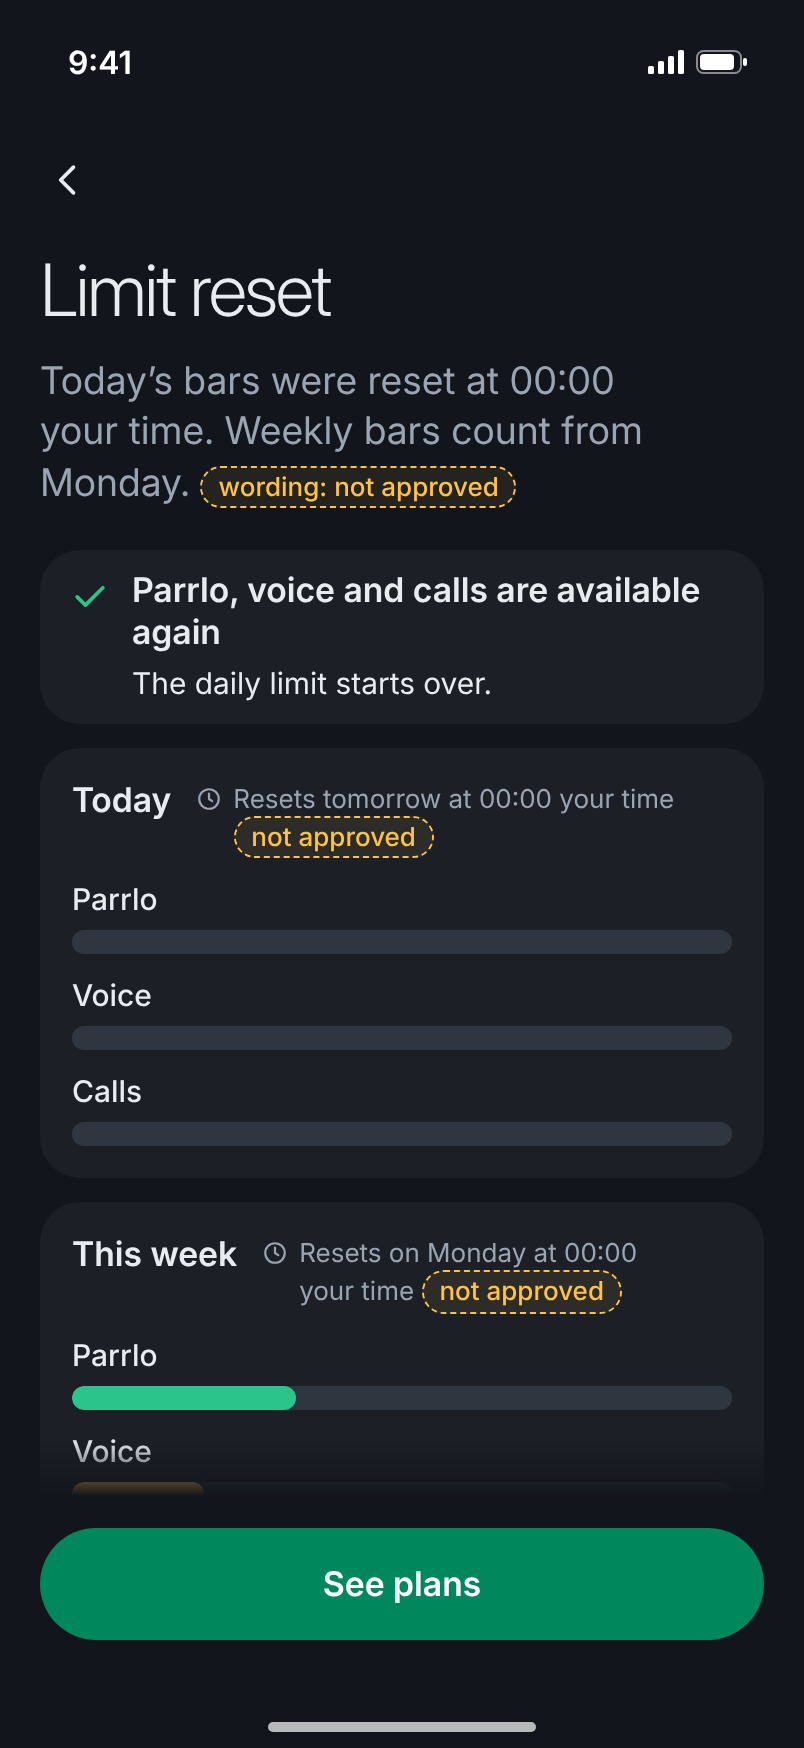 9:41
Limit reset
Today’s bars were reset at 00:00
your time. Weekly bars count from
Monday. wording: not approved
Parrlo, voice and calls are available
again
The daily limit starts over.
Today Resets tomorrow at 00:00 your time
not approved
Parrlo
Voice
Calls
This week Resets on Monday at 00:00
your time not approved
Parrlo
Voice
See plans